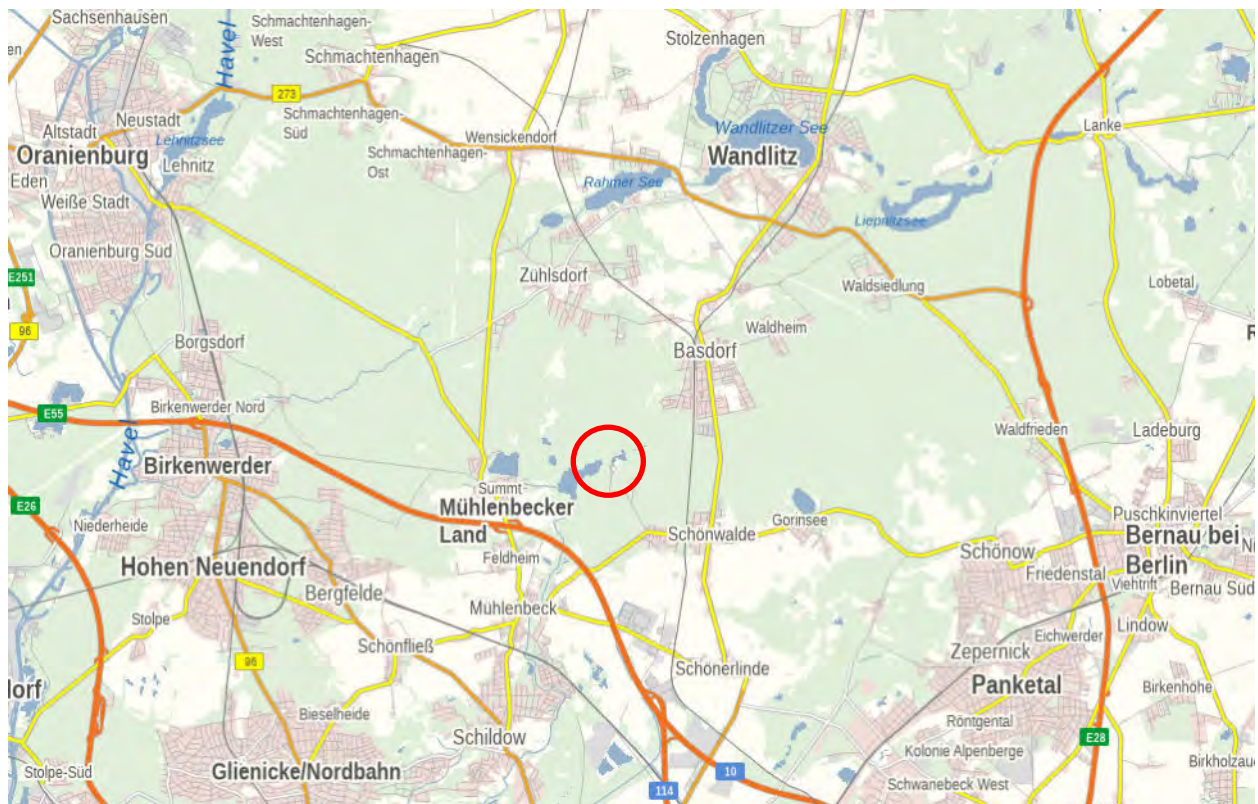 Sachsenhausen
Havel
Schmachtenhagen-
West
Schmachtenhagen
Stolzenhagen
273
Neustadt
Altstadt
Lehnitzsee
Schmachtenhagen-
Süd
Wensickendorf
Wandlitzer See
Lanke
Oranienburg
Lehnitz
Schmachtenhagen-
Ost
Wandlitz
Eden
Weiße Stadt
Rahmer See
Liepnitzsee
Oranienburg Süd
E251
Zühlsdorf
Waldsiedlung
Lobetal
96
Borgsdorf
Waldheim
R
Basdorf
E55
Birkenwerder Nord
Havel
Waldfrieden
Ladeburg
Birkenwerder
Summt
E26
Mühlenbecker
Land
Niederheide
Schönwalde
Gorinsee
Puschkinviertel
Bernau bei
Berlin
Ni
Schönow
Feldheim
Hohen Neuendorf
Friedenstal
Viehtrift
Bernau Süd
Bergfelde
Mühlenbeck
Stolpe
Lindow
Eichwerder
Schönfließ
Zepernick
96
Schönerlinde
dorf
Panketal
Birkenhöhe
Bieselheide
Röntgental
Schildow
E28
Kolonie Alpenberge
Birkholzaue
Stolpe-Süd
Glienicke/Nordbahn
10
114
Schwanebeck West